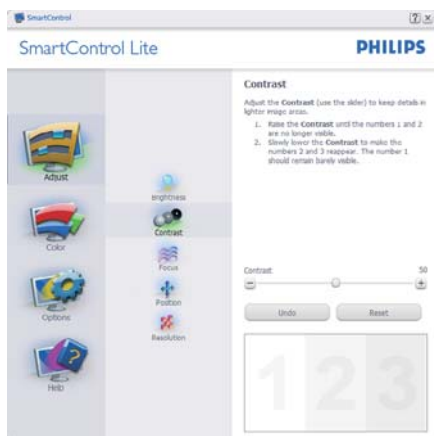 SmartControl
SmartControl Lite
PHILIPS
Adjust
Color
Options
Help
Brightness
Contrast
Focus
Position
Resolution
Contrast
Adjust the Contrast (use the slider) to keep details in
lighter image areas.
1. Raise the Contrast until the numbers 1 and 2
are no longer visible.
2. Slowly lower the Contrast to make the
numbers 2 and 3 reappear. The number 1
should remain barely visible.
Contrast 50
Undo Reset
1 2 3